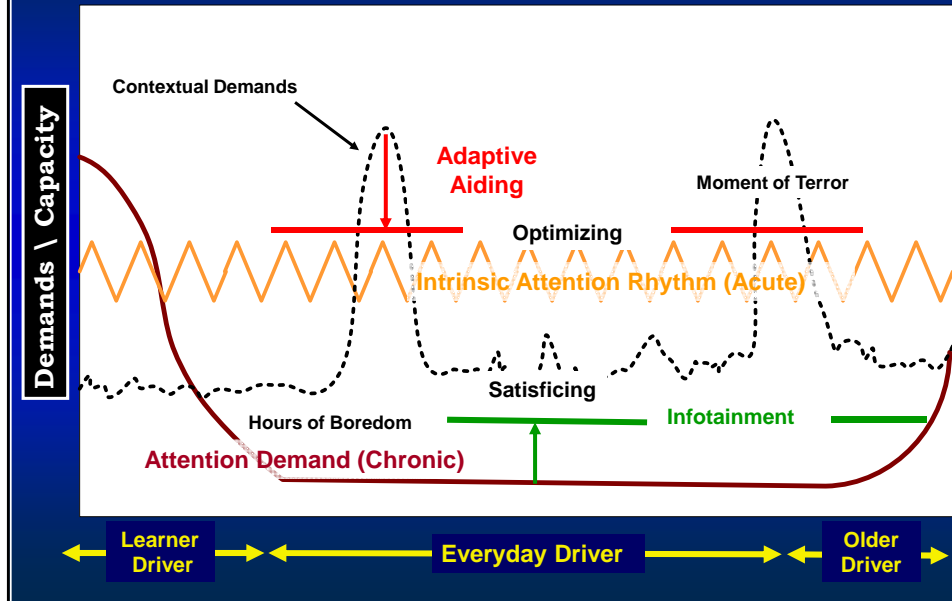 Demands \ Capacity
Contextual Demands
Adaptive
Aiding
Moment of Terror
Optimizing
Intrinsic Attention Rhythm (Acute)
Satisficing
Hours of Boredom
Infotainment
Attention Demand (Chronic)
Learner
Driver
Everyday Driver
Older
Driver